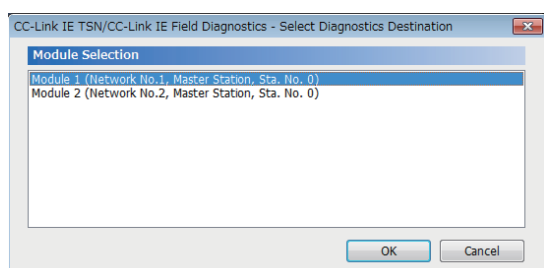 CC-Link IE TSN/CC-Link IE Field Diagnostics - Select Diagnostics Destination
Module Selection
Module 1 (Network No.1, Master Station, Sta. No. 0)
Module 2 (Network No.2, Master Station, Sta. No. 0)
OK Cancel